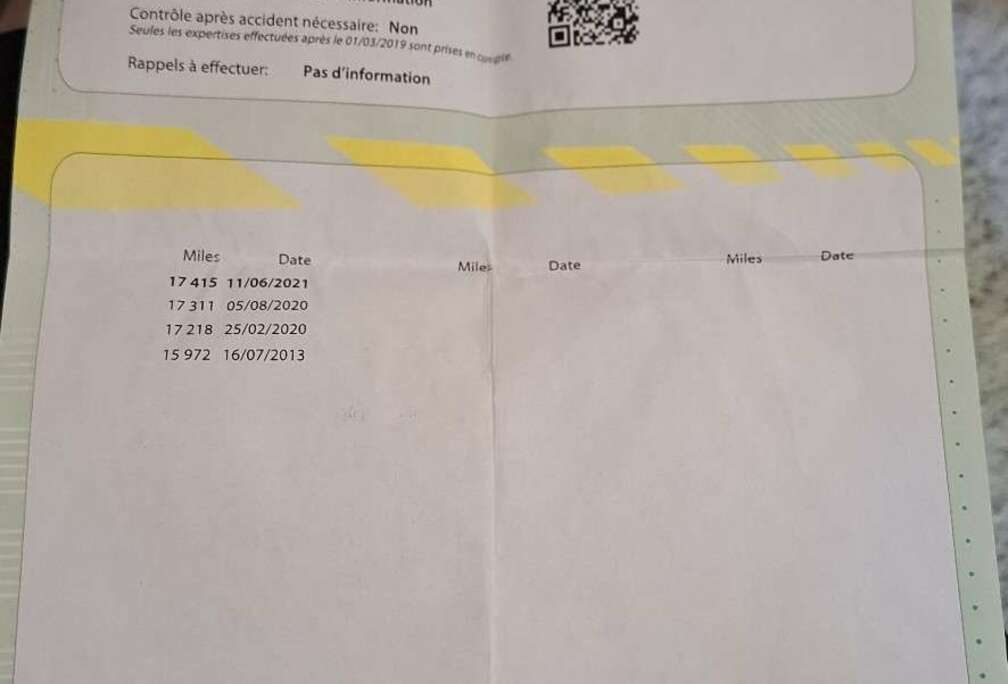 Contrôle après accident nécessaire: Non
Seules les expertises effectuées après le 01/03/2019 sont prises en compte.
Rappels à effectuer: Pas d'information
Miles Date Miles Date Miles Date
17 415 11/06/2021
17 311 05/08/2020
17 218 25/02/2020
15 972 16/07/2013